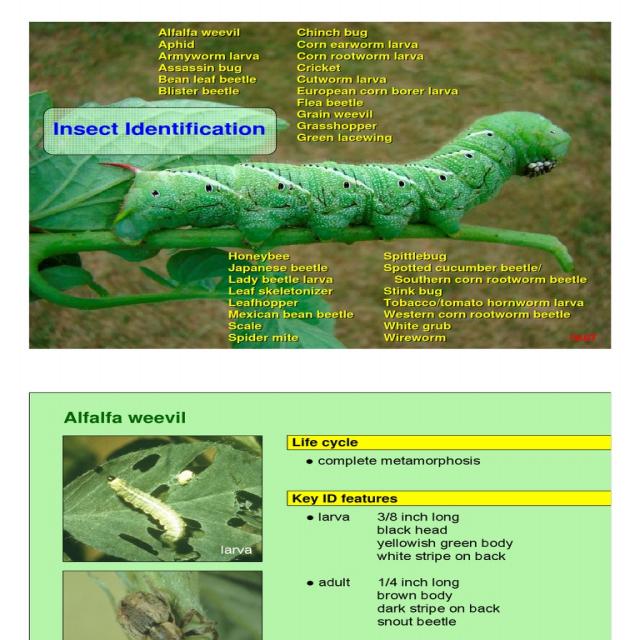 Alfalfa weevil
Aphid
Armyworm larva
Assassin bug
Bean leaf beetle
Blister beetle
Chinch bug
Corn earworm larva
Corn rootworm larva
Cricket
Cutworm larva
European corn borer larva
Flea beetle
Grain weevil
Grasshopper
Green lacewing
Insect Identification
Honeybee
Japanese beetle
Lady beetle larva
Leaf skeletonizer
Leafhopper
Mexican bean beetle
Scale
Spider mite
Spittlebug
Spotted cucumber beetle/
Southern corn rootworm beetle
Stink bug
Tobacco/tomato hornworm larva
Western corn rootworm beetle
White grub
Wireworm
Alfalfa weevil
larva
Life cycle
• complete metamorphosis
Key ID features
• larva 3/8 inch long
black head
yellowish green body
white stripe on back
• adult 1/4 inch long
brown body
dark stripe on back
snout beetle